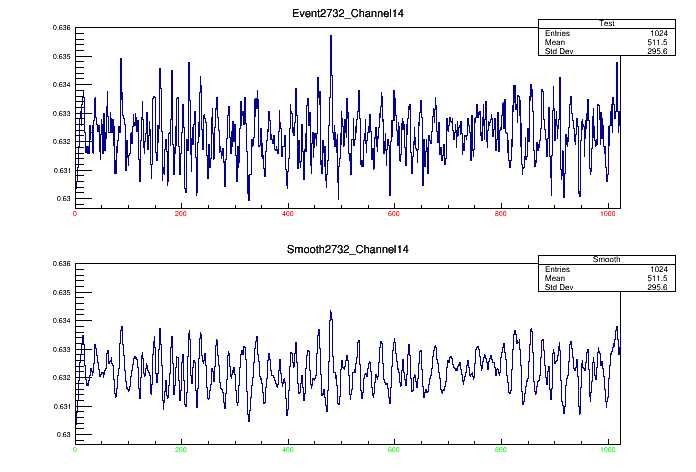 Event2732_Channel14
Test
Entries 1024
Mean 511.5
Std Dev 295.6
0.636
0.635
0.634
0.633
0.632
0.631
0.63
0 200 400 600 800 1000
Smooth2732_Channel14
Smooth
Entries 1024
Mean 511.5
Std Dev 295.6
0.636
0.635
0.634
0.633
0.632
0.631
0.63
0 200 400 600 800 1000